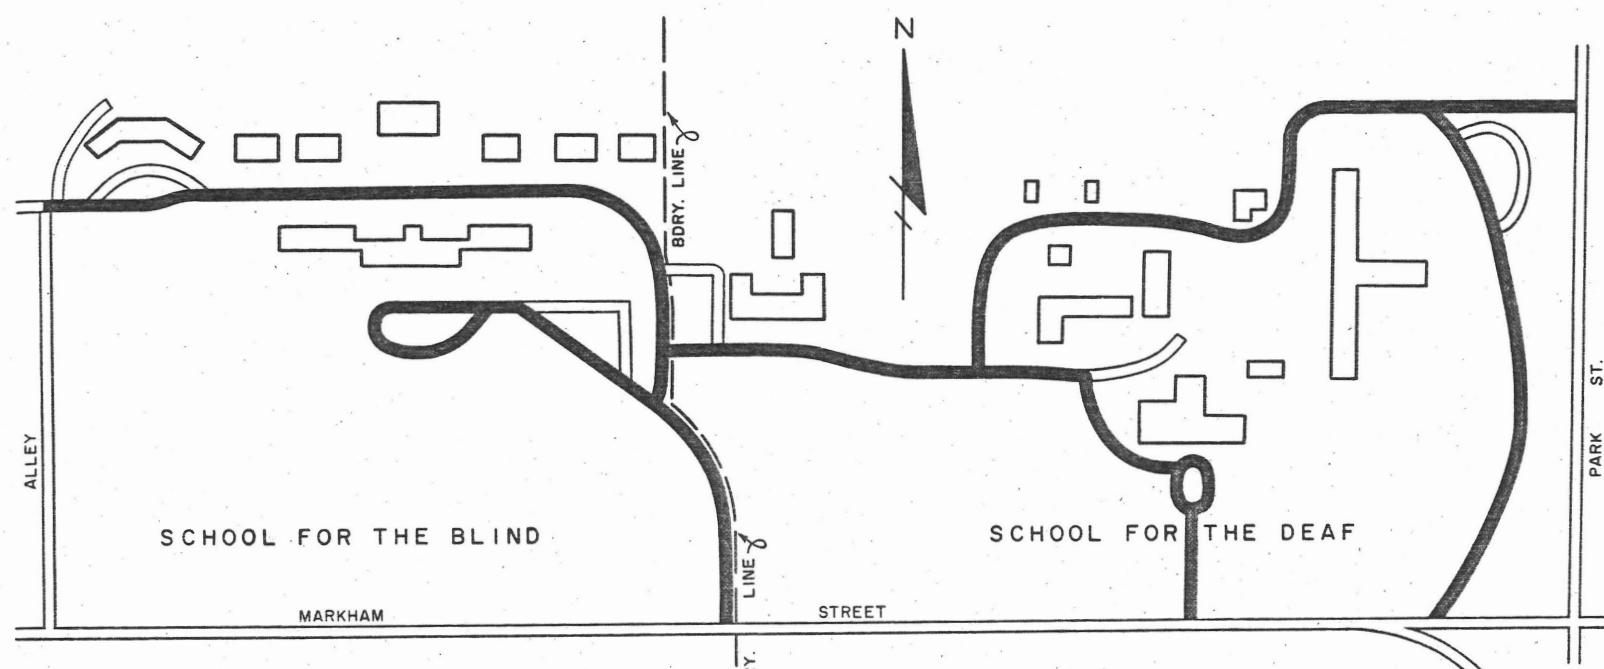 N
BDRY. LINE
ALLEY
PARK ST.
SCHOOL FOR THE BLIND
SCHOOL FOR THE DEAF
LINE
MARKHAM STREET
Y.